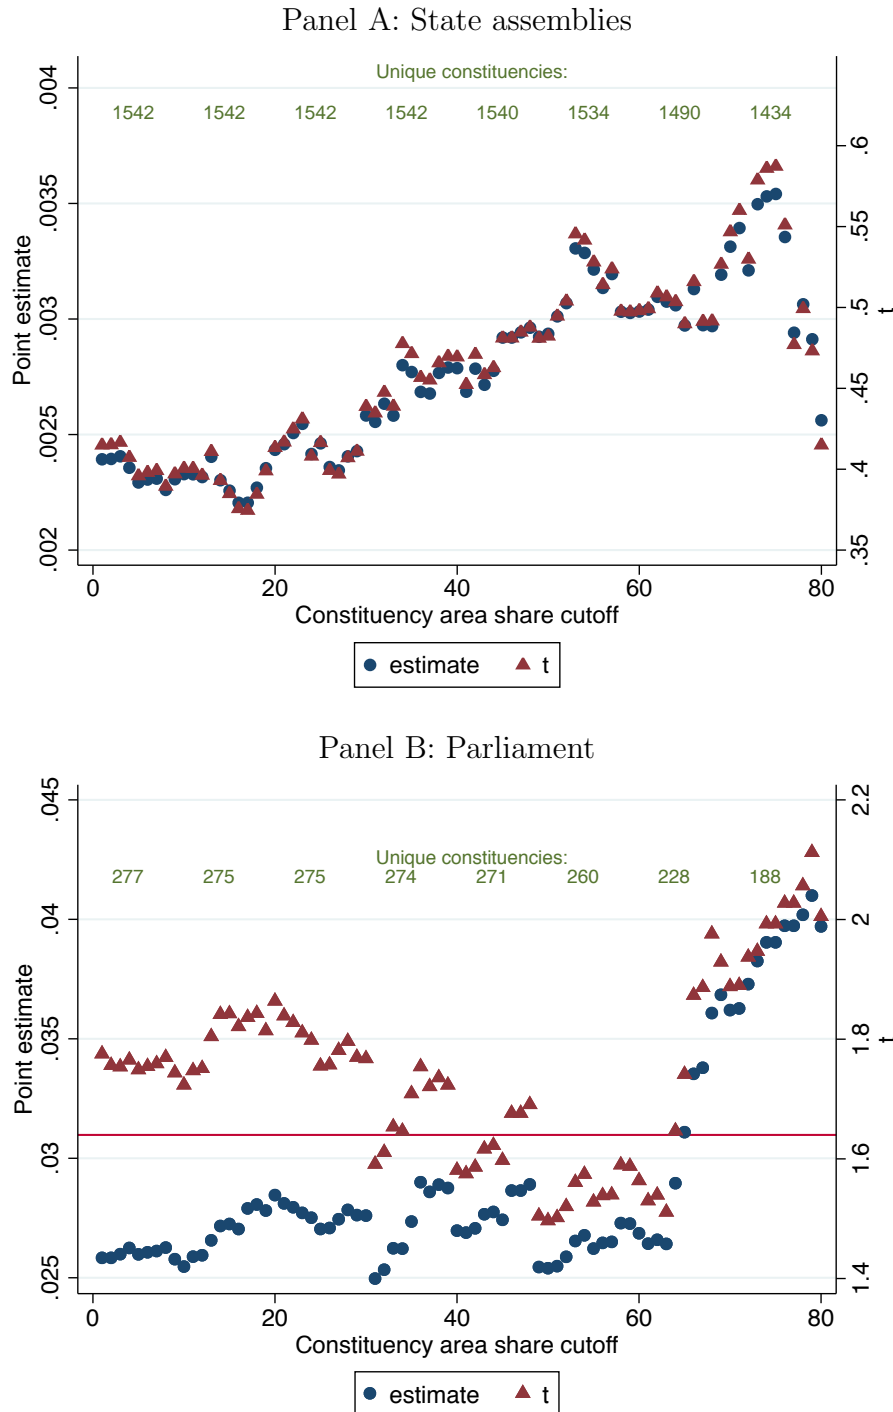 Panel A: State assemblies
Unique constituencies:
1542 1542 1542 1542 1540 1534 1490 1434
.004
.0035
.003
.0025
.002
Point estimate
.6
.55
.5
.45
.4
.35
t
0 20 40 60 80
Constituency area share cutoff
estimate t
Panel B: Parliament
Unique constituencies:
277 275 275 274 271 260 228 188
.045
.04
.035
.03
.025
Point estimate
2.2
2
1.8
1.6
1.4
t
0 20 40 60 80
Constituency area share cutoff
estimate t